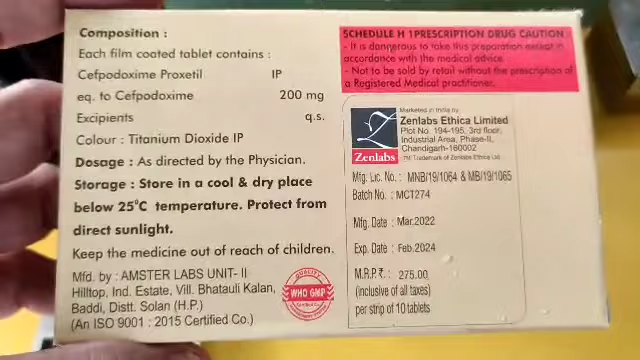 Composition :
Each film coated tablet contains :
Cefpodoxime Proxetil IP
eq. to Cefpodoxime 200 mg
Excipients q.s.
Colour : Titanium Dioxide IP
Dosage : As directed by the Physician.
Storage : Store in a cool & dry place
below 25°C temperature. Protect from
direct sunlight.
Keep the medicine out of reach of children.
Mfd. by : AMSTER LABS UNIT- II
Hilltop, Ind. Estate, Vill. Bhatauli Kalan,
Baddi, Distt. Solan (H.P.)
(An ISO 9001 : 2015 Certified Co.)
WHO GMP
SCHEDULE H 1PRESCRIPTION DRUG CAUTION
- It is dangerous to take this preparation except in
accordance with the medical advice.
- Not to be sold by retail without the prescription of
a Registered Medical practitioner.
Zenlabs
Marketed in India by
Zenlabs Ethica Limited
Plot No. 194-195, 3rd floor,
Industrial Area, Phase-II,
Chandigarh-160002
TM Trademark of Zenlabs Ethica Ltd
Mfg. Lic. No. : MNB/19/1064 & MB/19/1065
Batch No. : MCT274
Mfg. Date : Mar.2022
Exp. Date : Feb.2024
M.R.P.₹. : 275.00
(inclusive of all taxes)
per strip of 10 tablets